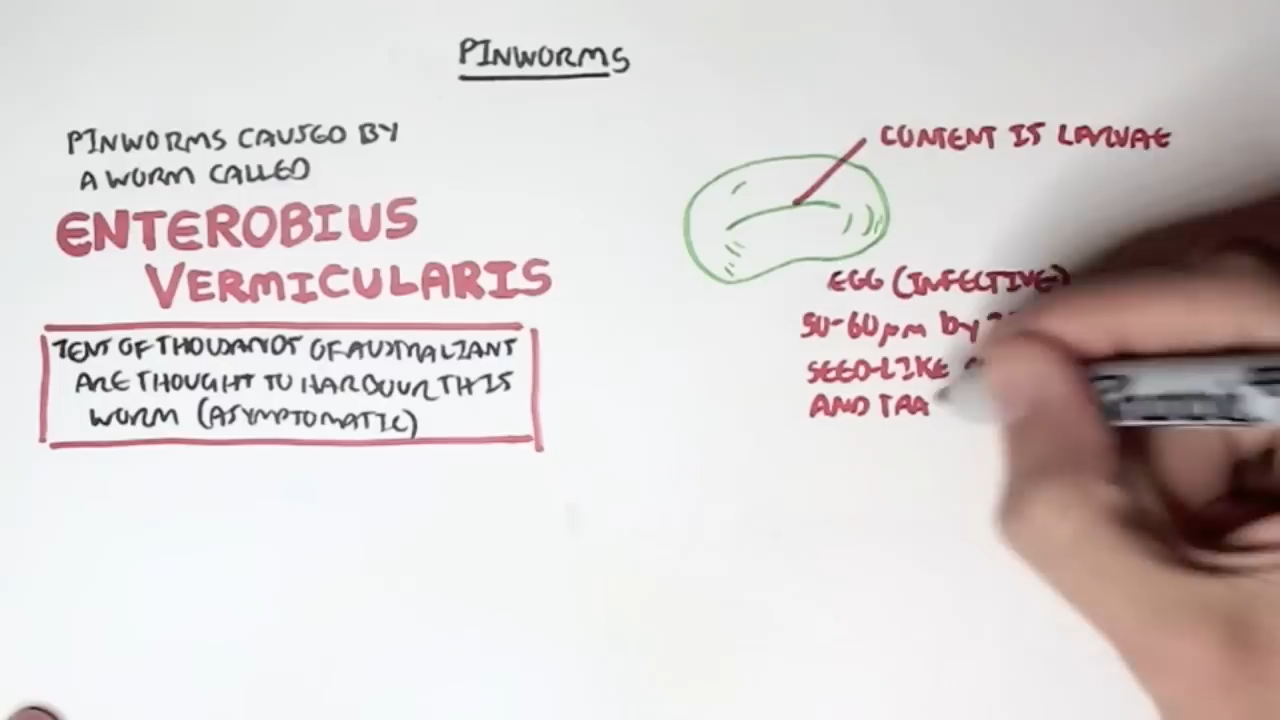 PINWORMS
PINWORMS CAUSED BY
A WORM CALLED
ENTEROBIUS
VERMICULARIS
TENS OF THOUSANDS OF AUSTRALIANS
ARE THOUGHT TO HARBOUR THIS
WORM (ASYMPTOMATIC)
CONTENT IS LARVAE
EGG (INFECTIVE)
50-60µm by
SEED-LIKE
AND TRA